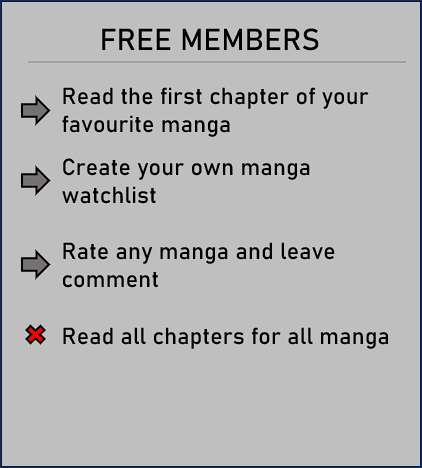 FREE MEMBERS
Read the first chapter of your
favourite manga
Create your own manga
watchlist
Rate any manga and leave
comment
Read all chapters for all manga